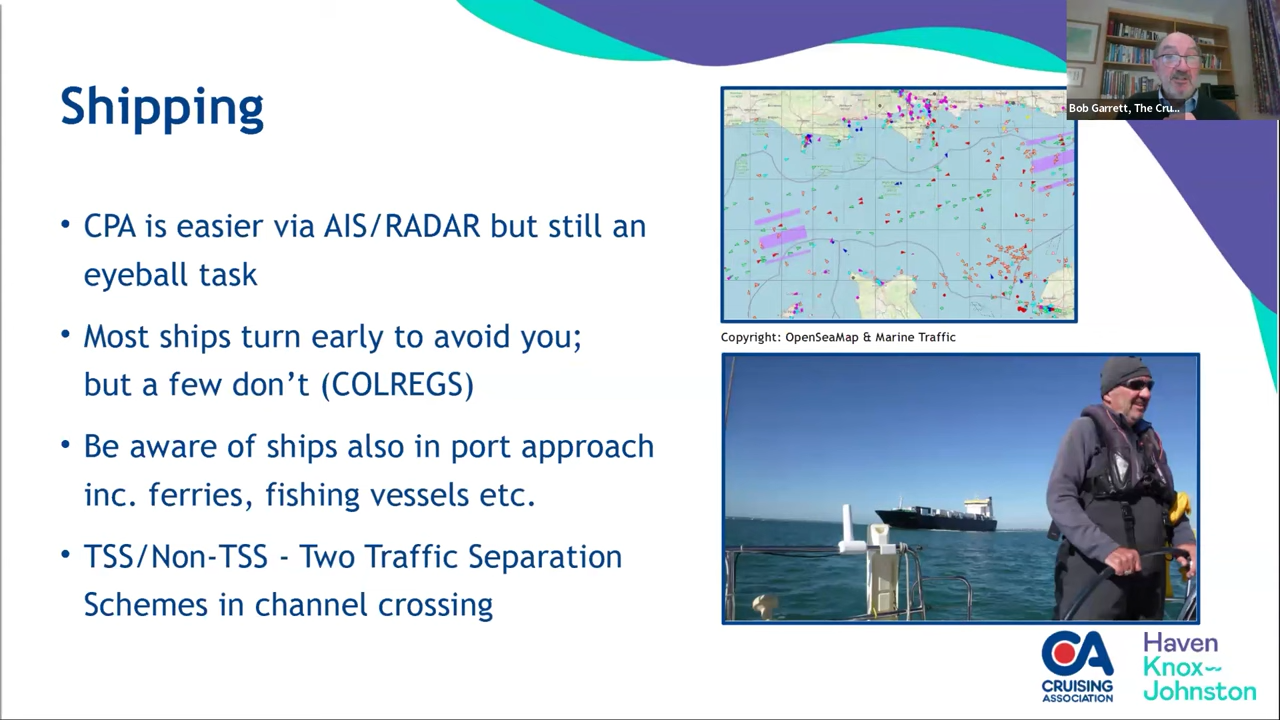 Shipping
• CPA is easier via AIS/RADAR but still an
eyeball task
• Most ships turn early to avoid you;
but a few don’t (COLREGS)
• Be aware of ships also in port approach
inc. ferries, fishing vessels etc.
• TSS/Non-TSS - Two Traffic Separation
Schemes in channel crossing
Bob Garrett, The Cru...
Copyright: OpenSeaMap & Marine Traffic
CA
CRUISING
ASSOCIATION
Haven
Knox~
Johnston